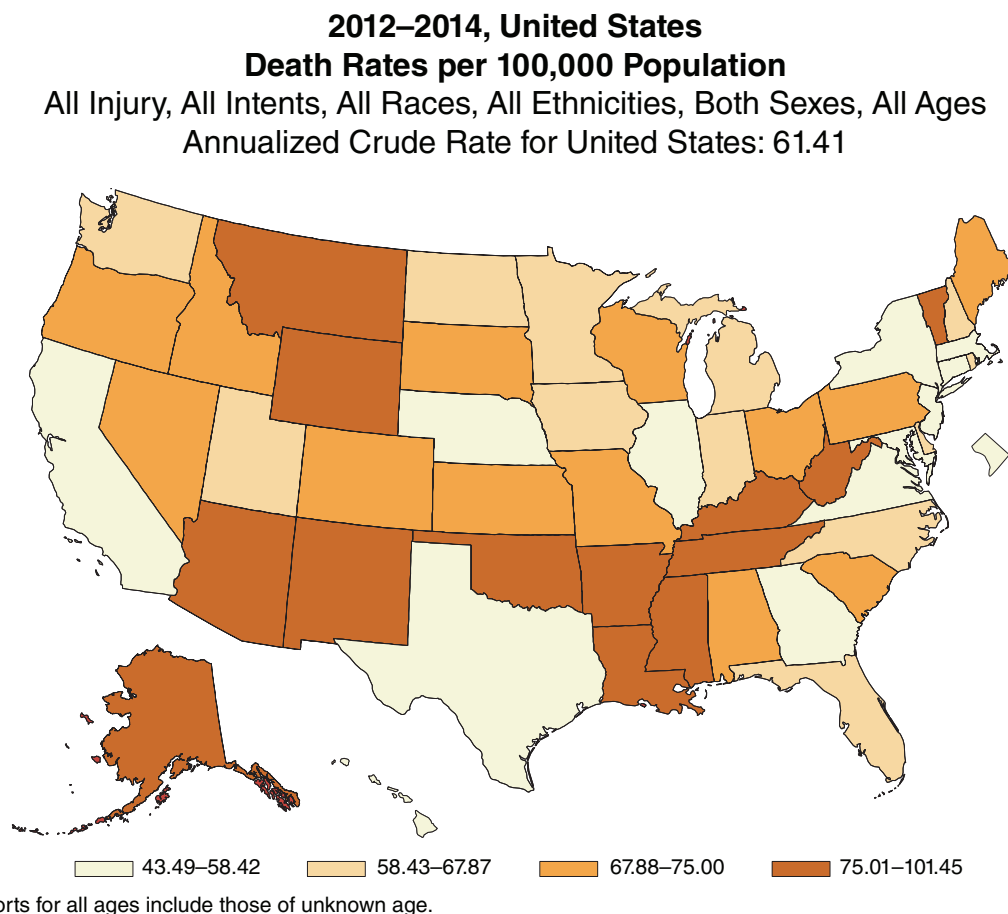 2012–2014, United States
Death Rates per 100,000 Population
All Injury, All Intents, All Races, All Ethnicities, Both Sexes, All Ages
Annualized Crude Rate for United States: 61.41
43.49–58.42 58.43–67.87 67.88–75.00 75.01–101.45
orts for all ages include those of unknown age.